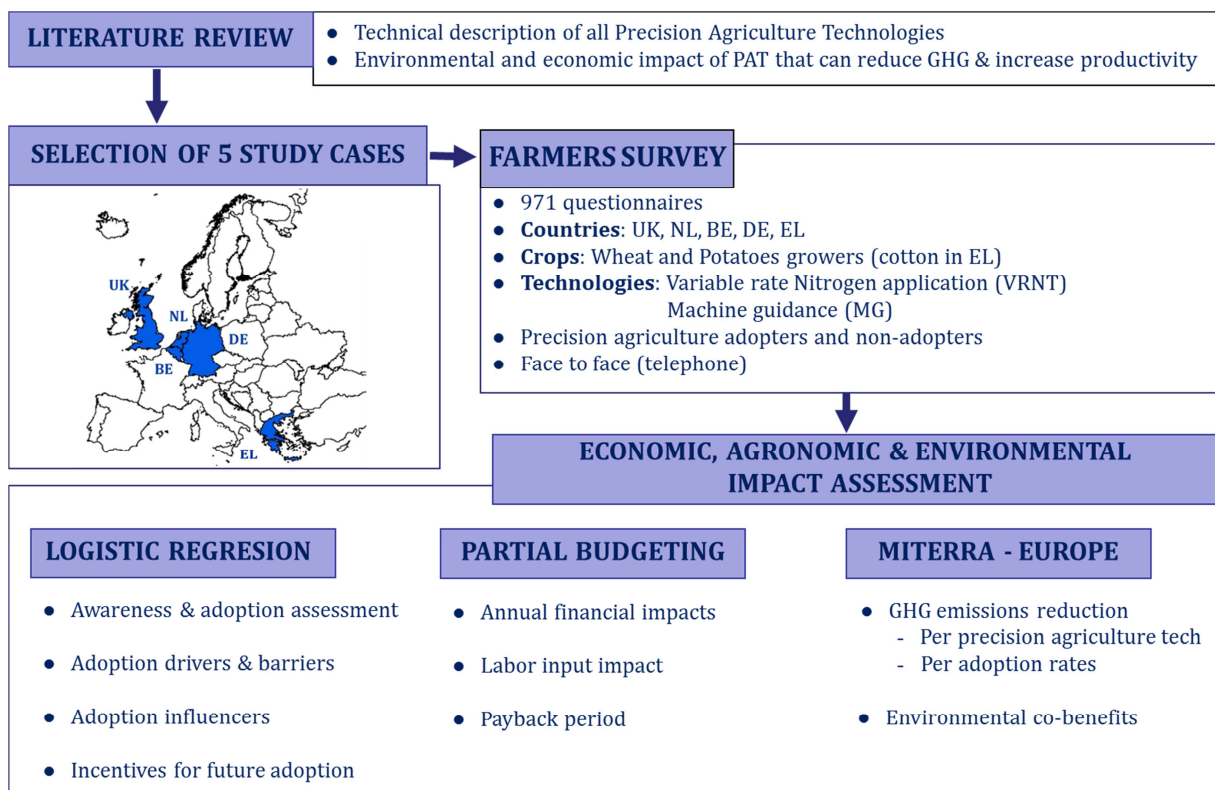 LITERATURE REVIEW
● Technical description of all Precision Agriculture Technologies
● Environmental and economic impact of PAT that can reduce GHG & increase productivity
SELECTION OF 5 STUDY CASES
UK
NL
DE
BE
EL
FARMERS SURVEY
● 971 questionnaires
● Countries: UK, NL, BE, DE, EL
● Crops: Wheat and Potatoes growers (cotton in EL)
● Technologies: Variable rate Nitrogen application (VRNT)
Machine guidance (MG)
● Precision agriculture adopters and non-adopters
● Face to face (telephone)
ECONOMIC, AGRONOMIC & ENVIRONMENTAL
IMPACT ASSESSMENT
LOGISTIC REGRESION
● Awareness & adoption assessment
● Adoption drivers & barriers
● Adoption influencers
● Incentives for future adoption
PARTIAL BUDGETING
● Annual financial impacts
● Labor input impact
● Payback period
MITERRA - EUROPE
● GHG emissions reduction
- Per precision agriculture tech
- Per adoption rates
● Environmental co-benefits